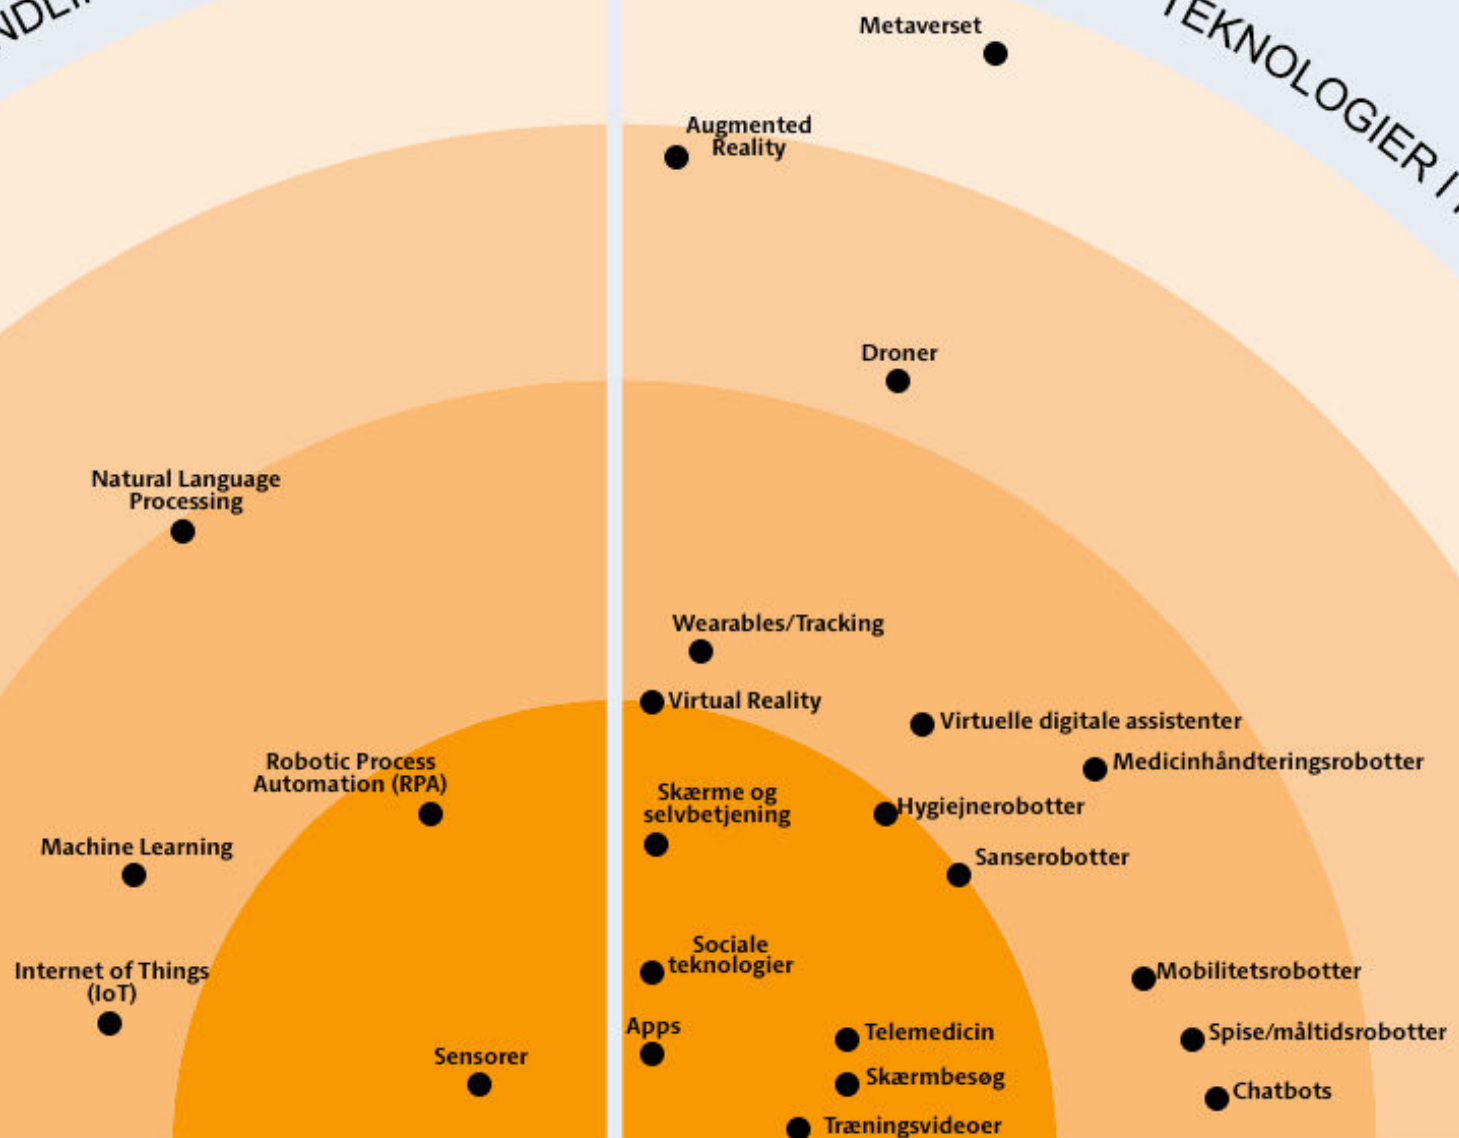 NDLI
TEKNOLOGIER I
Metaverset
Augmented
Reality
Droner
Natural Language
Processing
Wearables/Tracking
Virtual Reality
Virtuelle digitale assistenter
Robotic Process
Automation (RPA)
Medicinhåndteringsrobotter
Skærme og
selvbetjening
Hygiejnerobotter
Machine Learning
Sanserobotter
Sociale
teknologier
Internet of Things
(IoT)
Mobilitetsrobotter
Apps
Telemedicin
Spise/måltidsrobotter
Sensorer
Skærmbesøg
Chatbots
Træningsvideoer